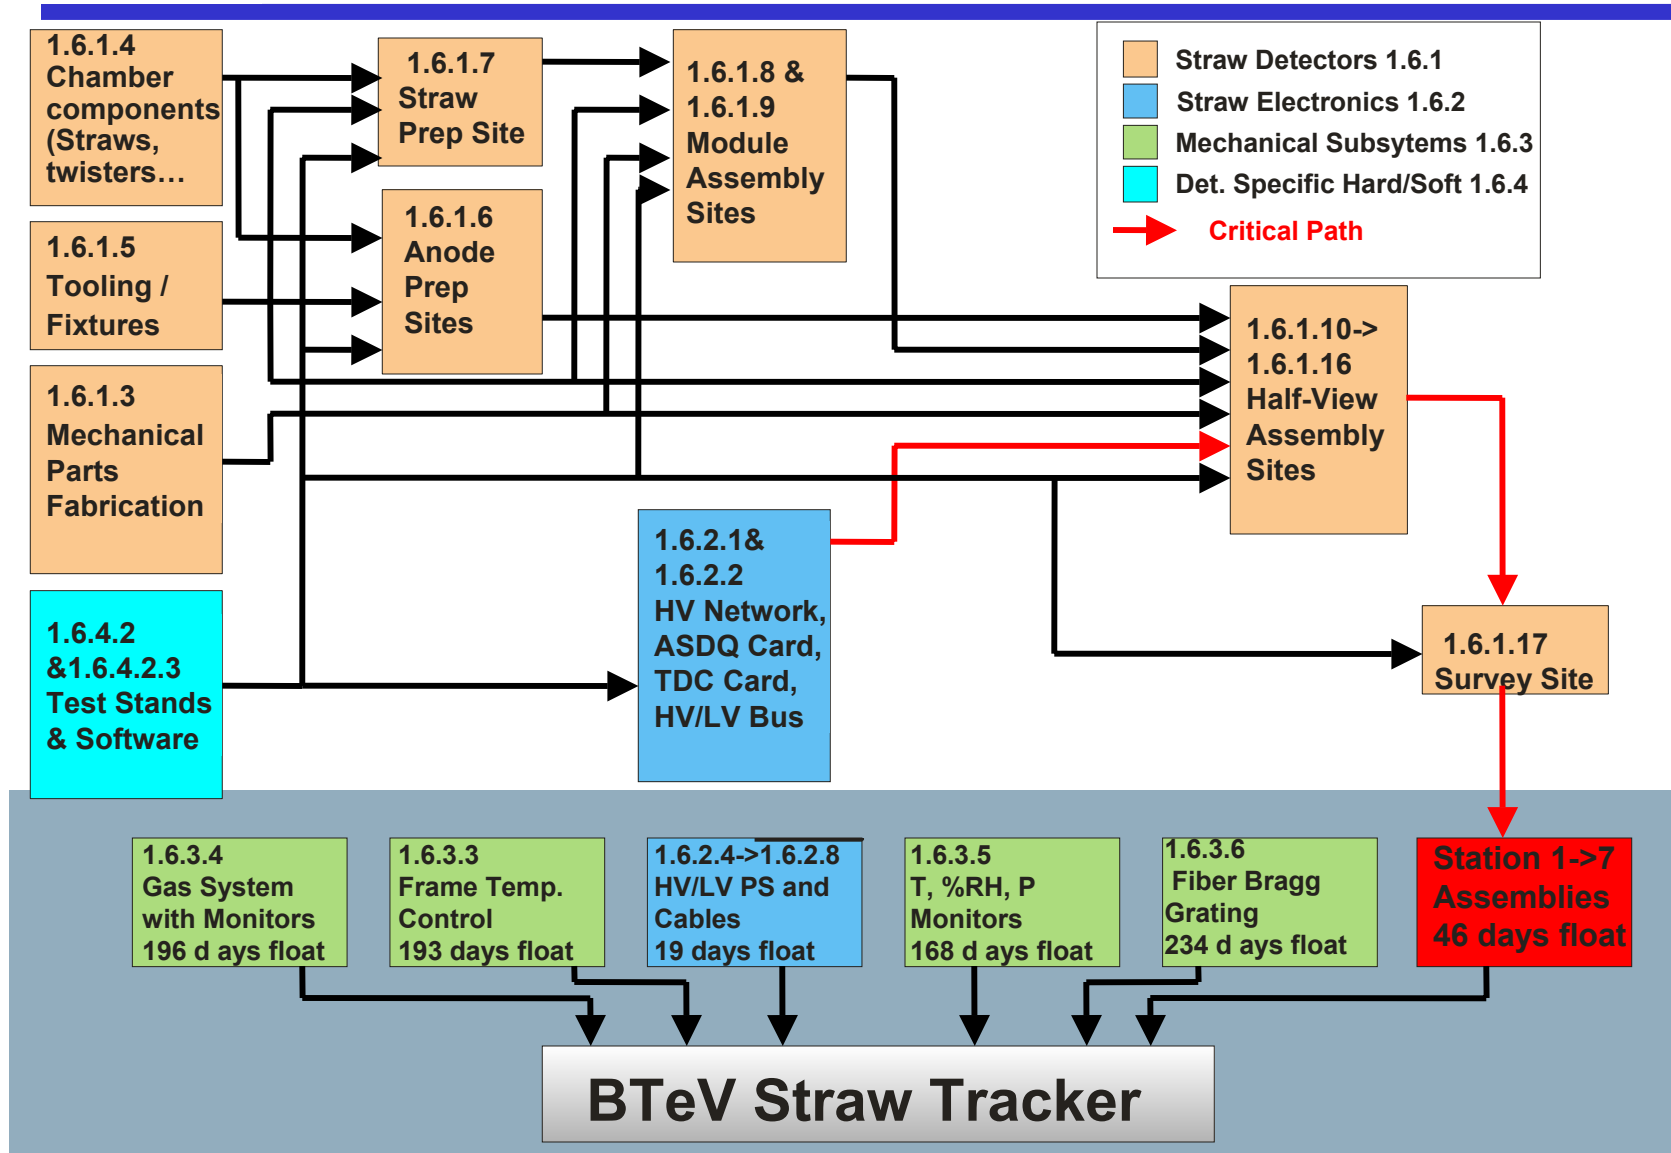 1.6.1.4
Chamber
components
(Straws,
twisters…
1.6.1.7
Straw
Prep Site
1.6.1.8 &
1.6.1.9
Module
Assembly
Sites
Straw Detectors 1.6.1
Straw Electronics 1.6.2
Mechanical Subsytems 1.6.3
Det. Specific Hard/Soft 1.6.4
Critical Path
1.6.1.5
Tooling /
Fixtures
1.6.1.6
Anode
Prep
Sites
1.6.1.10->
1.6.1.16
Half-View
Assembly
Sites
1.6.1.3
Mechanical
Parts
Fabrication
1.6.2.1&
1.6.2.2
HV Network,
ASDQ Card,
TDC Card,
HV/LV Bus
1.6.4.2
&1.6.4.2.3
Test Stands
& Software
1.6.1.17
Survey Site
1.6.3.4
Gas System
with Monitors
196 d ays float
1.6.3.3
Frame Temp.
Control
193 days float
1.6.2.4->1.6.2.8
HV/LV PS and
Cables
19 days float
1.6.3.5
T, %RH, P
Monitors
168 d ays float
1.6.3.6
Fiber Bragg
Grating
234 d ays float
Station 1->7
Assemblies
46 days float
BTeV Straw Tracker